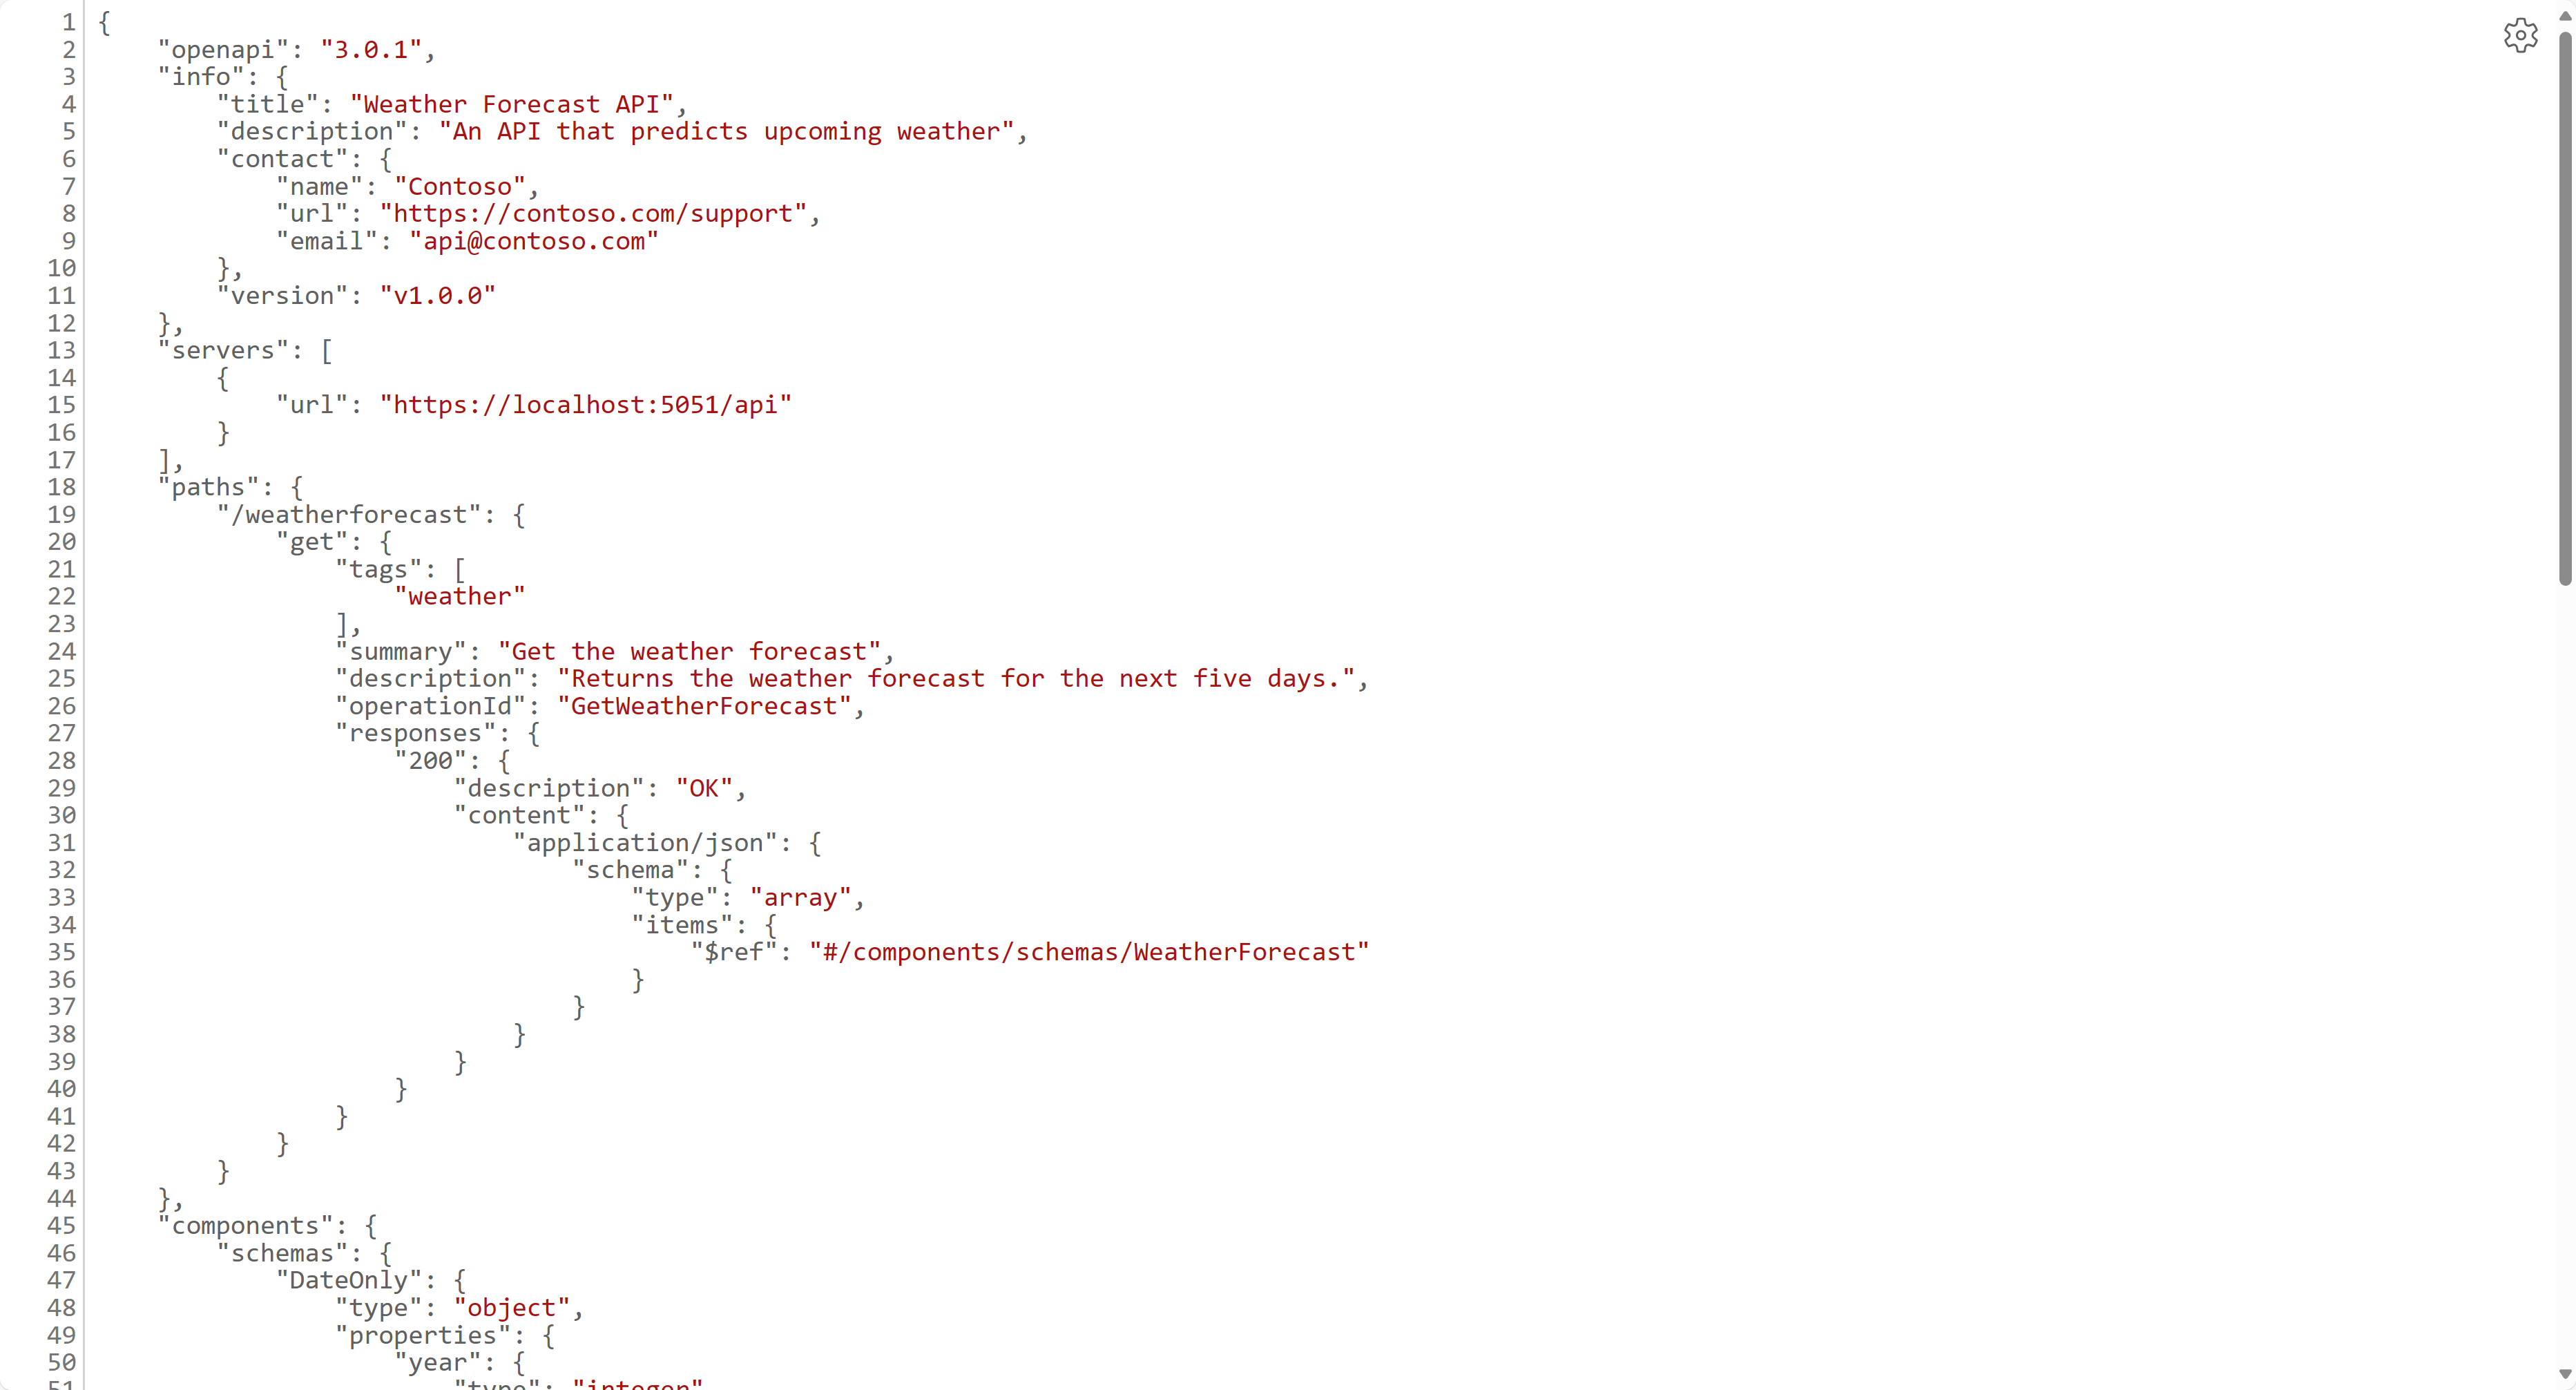 1 {
2     "openapi": "3.0.1",
3     "info": {
4         "title": "Weather Forecast API",
5         "description": "An API that predicts upcoming weather",
6         "contact": {
7             "name": "Contoso",
8             "url": "https://contoso.com/support",
9             "email": "api@contoso.com"
10         },
11         "version": "v1.0.0"
12     },
13     "servers": [
14         {
15             "url": "https://localhost:5051/api"
16         }
17     ],
18     "paths": {
19         "/weatherforecast": {
20             "get": {
21                 "tags": [
22                     "weather"
23                 ],
24                 "summary": "Get the weather forecast",
25                 "description": "Returns the weather forecast for the next five days.",
26                 "operationId": "GetWeatherForecast",
27                 "responses": {
28                     "200": {
29                         "description": "OK",
30                         "content": {
31                             "application/json": {
32                                 "schema": {
33                                     "type": "array",
34                                     "items": {
35                                         "$ref": "#/components/schemas/WeatherForecast"
36                                     }
37                                 }
38                             }
39                         }
40                     }
41                 }
42             }
43         }
44     },
45     "components": {
46         "schemas": {
47             "DateOnly": {
48                 "type": "object",
49                 "properties": {
50                     "year": {
51                         "type": "integer"